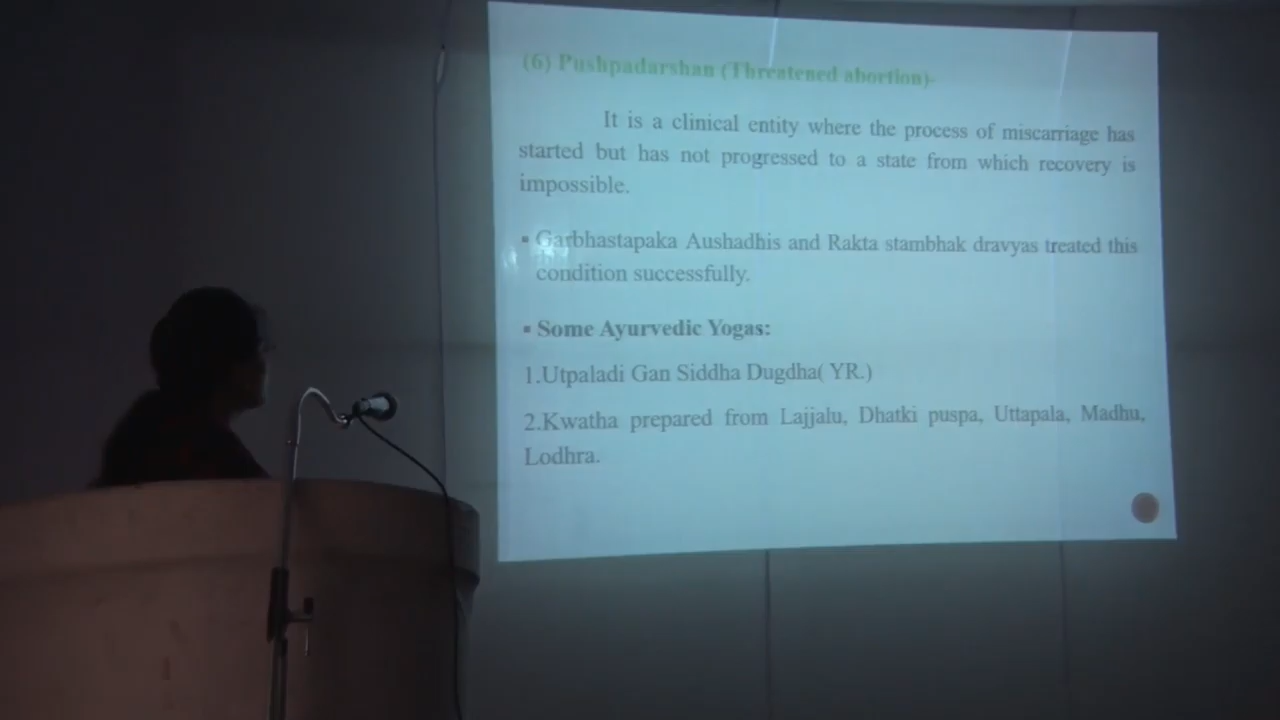 (6) Pushpadarshan (Threatened abortion)-
It is a clinical entity where the process of miscarriage has
started but has not progressed to a state from which recovery is
impossible.
▪ Garbhastapaka Aushadhis and Rakta stambhak dravyas treated this
condition successfully.
▪ Some Ayurvedic Yogas:
1.Utpaladi Gan Siddha Dugdha( YR.)
2.Kwatha prepared from Lajjalu, Dhatki puspa, Uttapala, Madhu,
Lodhra.